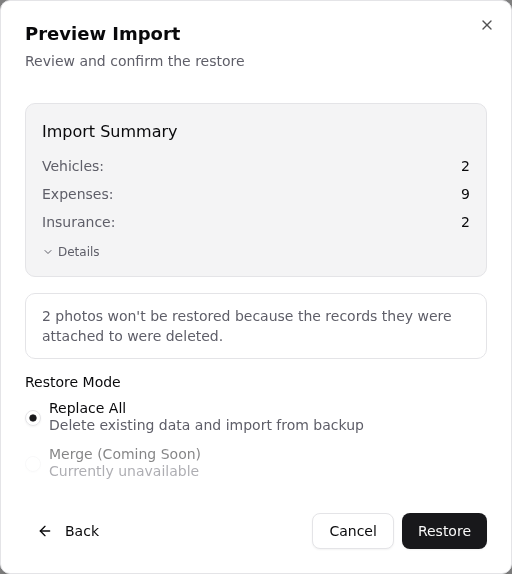 Preview Import
Review and confirm the restore
Import Summary
Vehicles: 2
Expenses: 9
Insurance: 2
Details
2 photos won't be restored because the records they were
attached to were deleted.
Restore Mode
Replace All
Delete existing data and import from backup
Merge (Coming Soon)
Currently unavailable
Back Cancel Restore